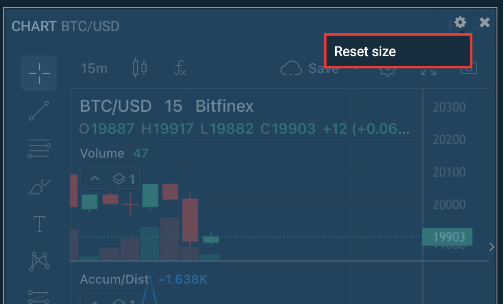 CHART BTC/USD
Reset size
15m
Save
BTC/USD · 15 · Bitfinex
O19887 H19917 L19882 C19903 +12 (+0.06...
Volume 47
1
Accum/Dist −1.638K
1
20300
20200
20100
20000
19903